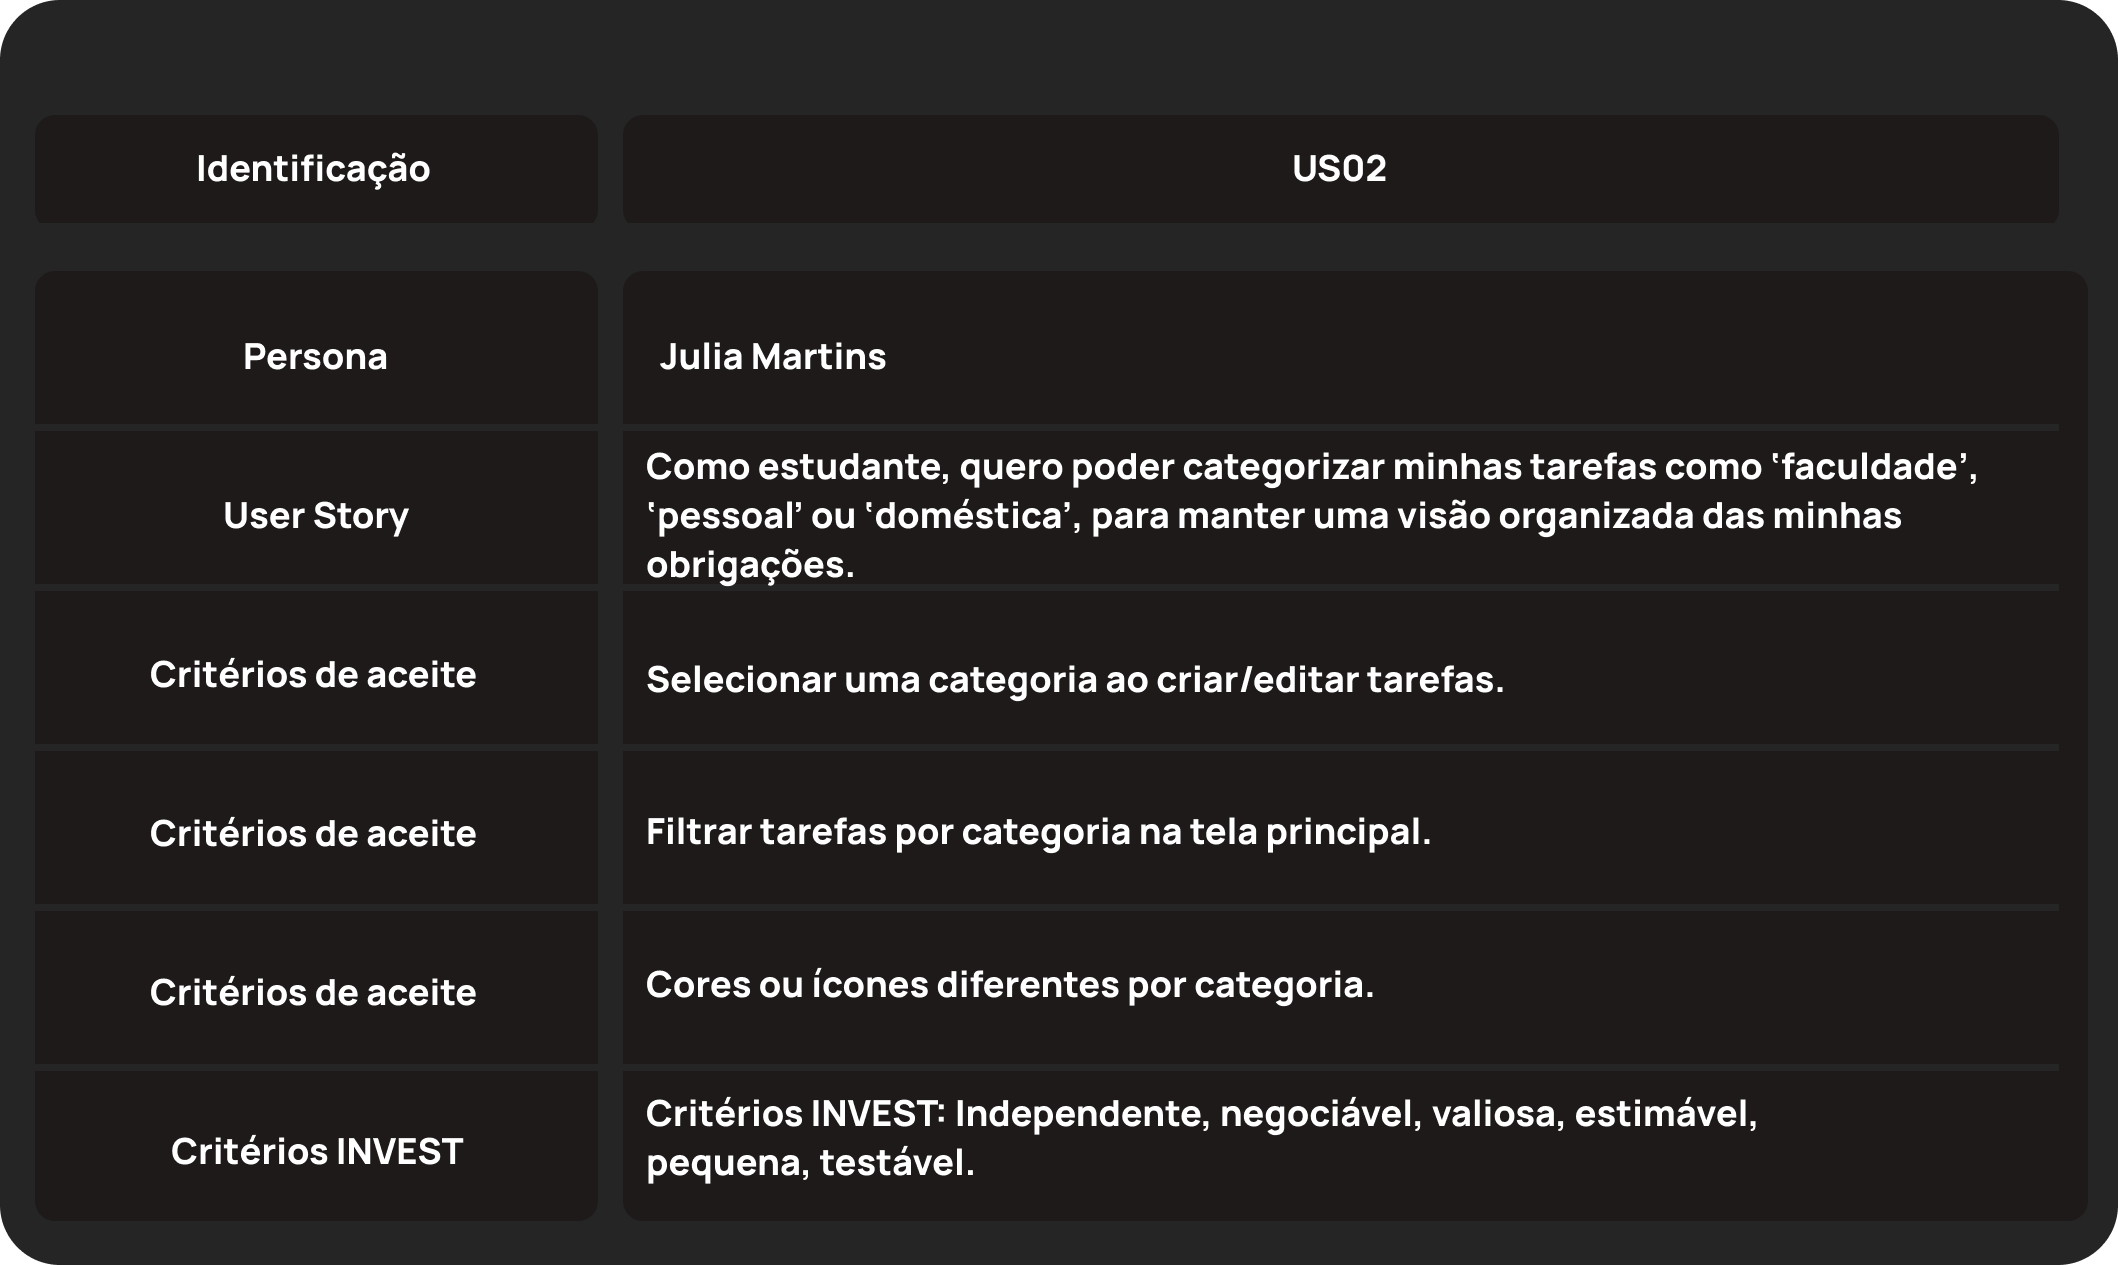 Identificação
US02
Persona
Julia Martins
User Story
Como estudante, quero poder categorizar minhas tarefas como ‘faculdade’,
‘pessoal’ ou ‘doméstica’, para manter uma visão organizada das minhas
obrigações.
Critérios de aceite
Selecionar uma categoria ao criar/editar tarefas.
Critérios de aceite
Filtrar tarefas por categoria na tela principal.
Critérios de aceite
Cores ou ícones diferentes por categoria.
Critérios INVEST
Critérios INVEST: Independente, negociável, valiosa, estimável,
pequena, testável.